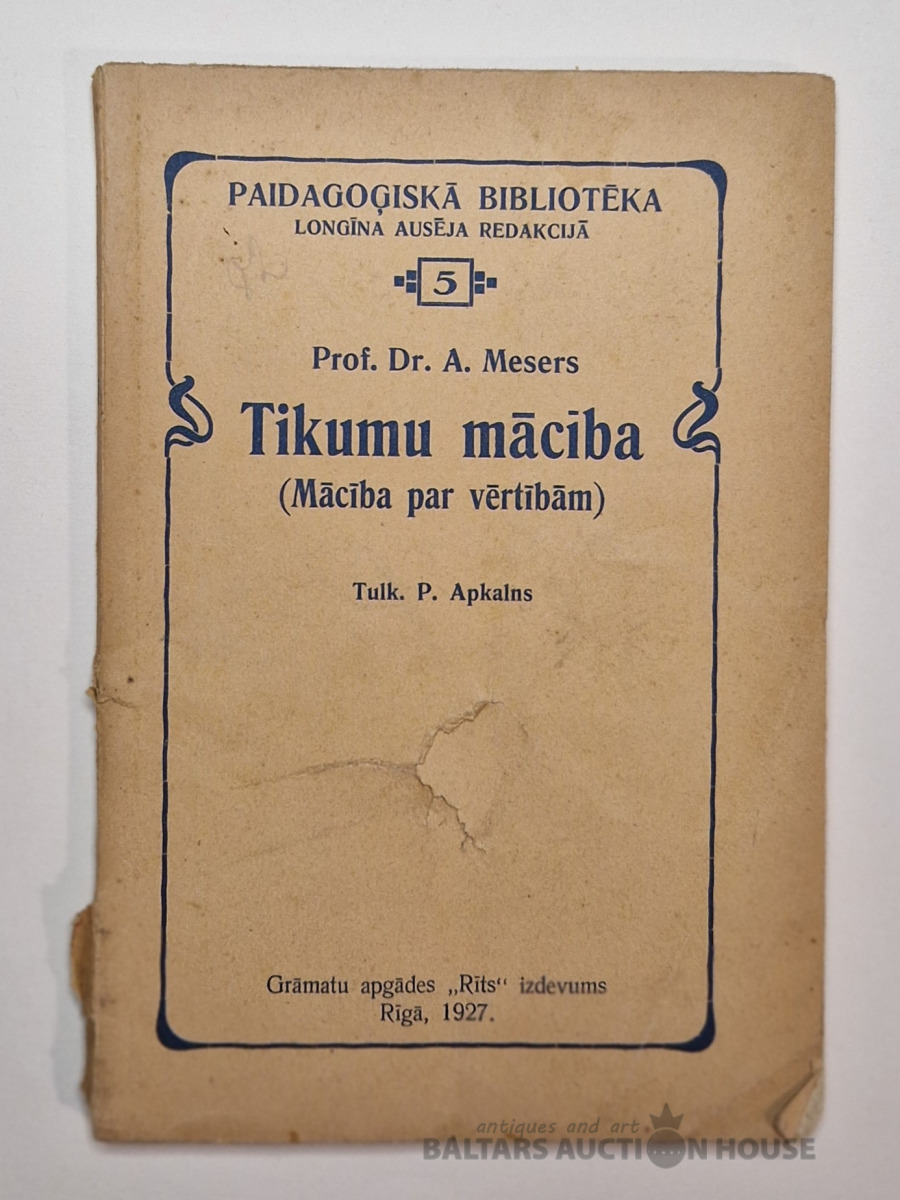 PAIDAGOĢISKĀ BIBLIOTĒKA
LONGĪNA AUSĒJA REDAKCIJĀ
5
Prof. Dr. A. Mesers
Tikumu mācība
(Mācība par vērtībām)
Tulk. P. Apkalns
Grāmatu apgādes „Rīts“ izdevums
Rīgā, 1927.
antiques and art
BALTARS AUCTION HOUSE